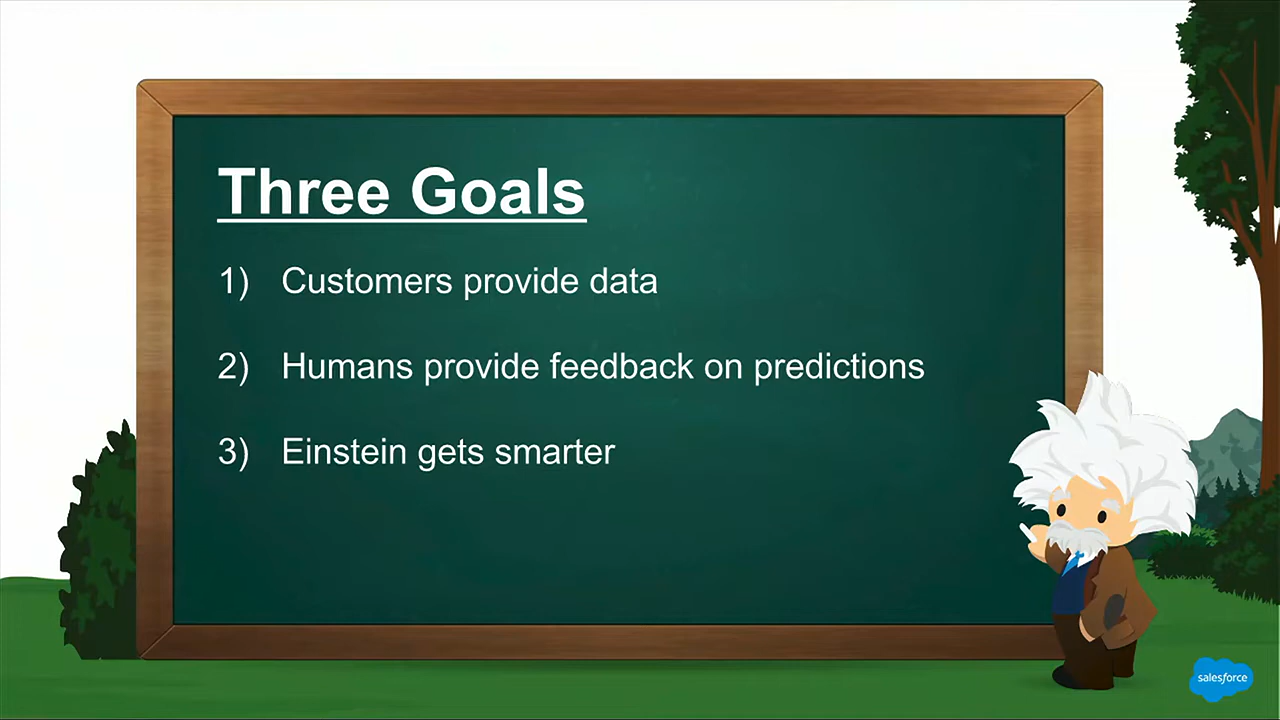 Three Goals
1) Customers provide data
2) Humans provide feedback on predictions
3) Einstein gets smarter
salesforce